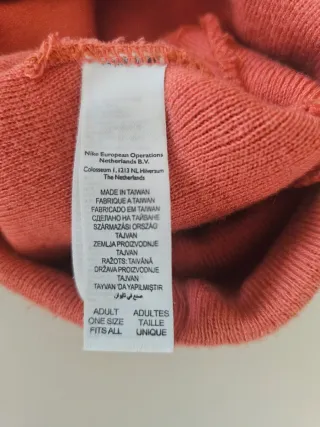 Nike European Operations
Netherlands B.V.
Colosseum 1, 1213 NL Hilversum
The Netherlands
MADE IN TAIWAN
FABRIQUE A TAIWAN
FABRICADO EM TAIWAN
СДЕЛАНО НА ТАЙВАНЕ
SZÁRMAZÁSI ORSZÁG
TAJVAN
ZEMLJA PROIZVODNJE
TAJVAN
RAŽOTS: TAIVĀNĀ
DRŽAVA PROIZVODNJE
TAJVAN
TAYVAN'DA YAPILMIŞTIR
صنع في تايوان
ADULT ADULTES
ONE SIZE TAILLE
FITS ALL UNIQUE